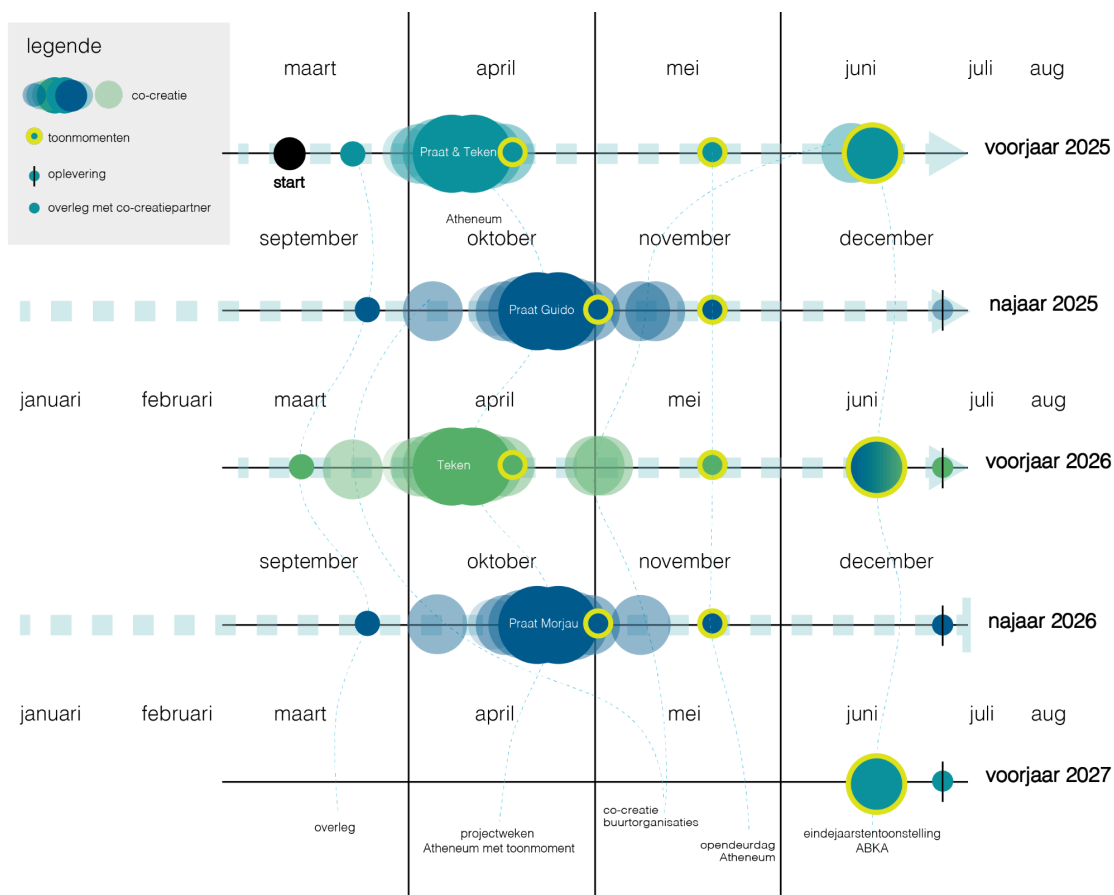 legende
co-creatie
toonmomenten
oplevering
overleg met co-creatiepartner
maart april mei juni juli aug
Praat & Teken
voorjaar 2025
start
Atheneum
september oktober november december
Praat Guido
najaar 2025
januari februari maart april mei juni juli aug
Teken
voorjaar 2026
september oktober november december
Praat Morjau
najaar 2026
januari februari maart april mei juni juli aug
voorjaar 2027
overleg
projectweken
Atheneum met toonmoment
co-creatie
buurtorganisaties
opendeurdag
Atheneum
eindejaarstentoonstelling
ABKA